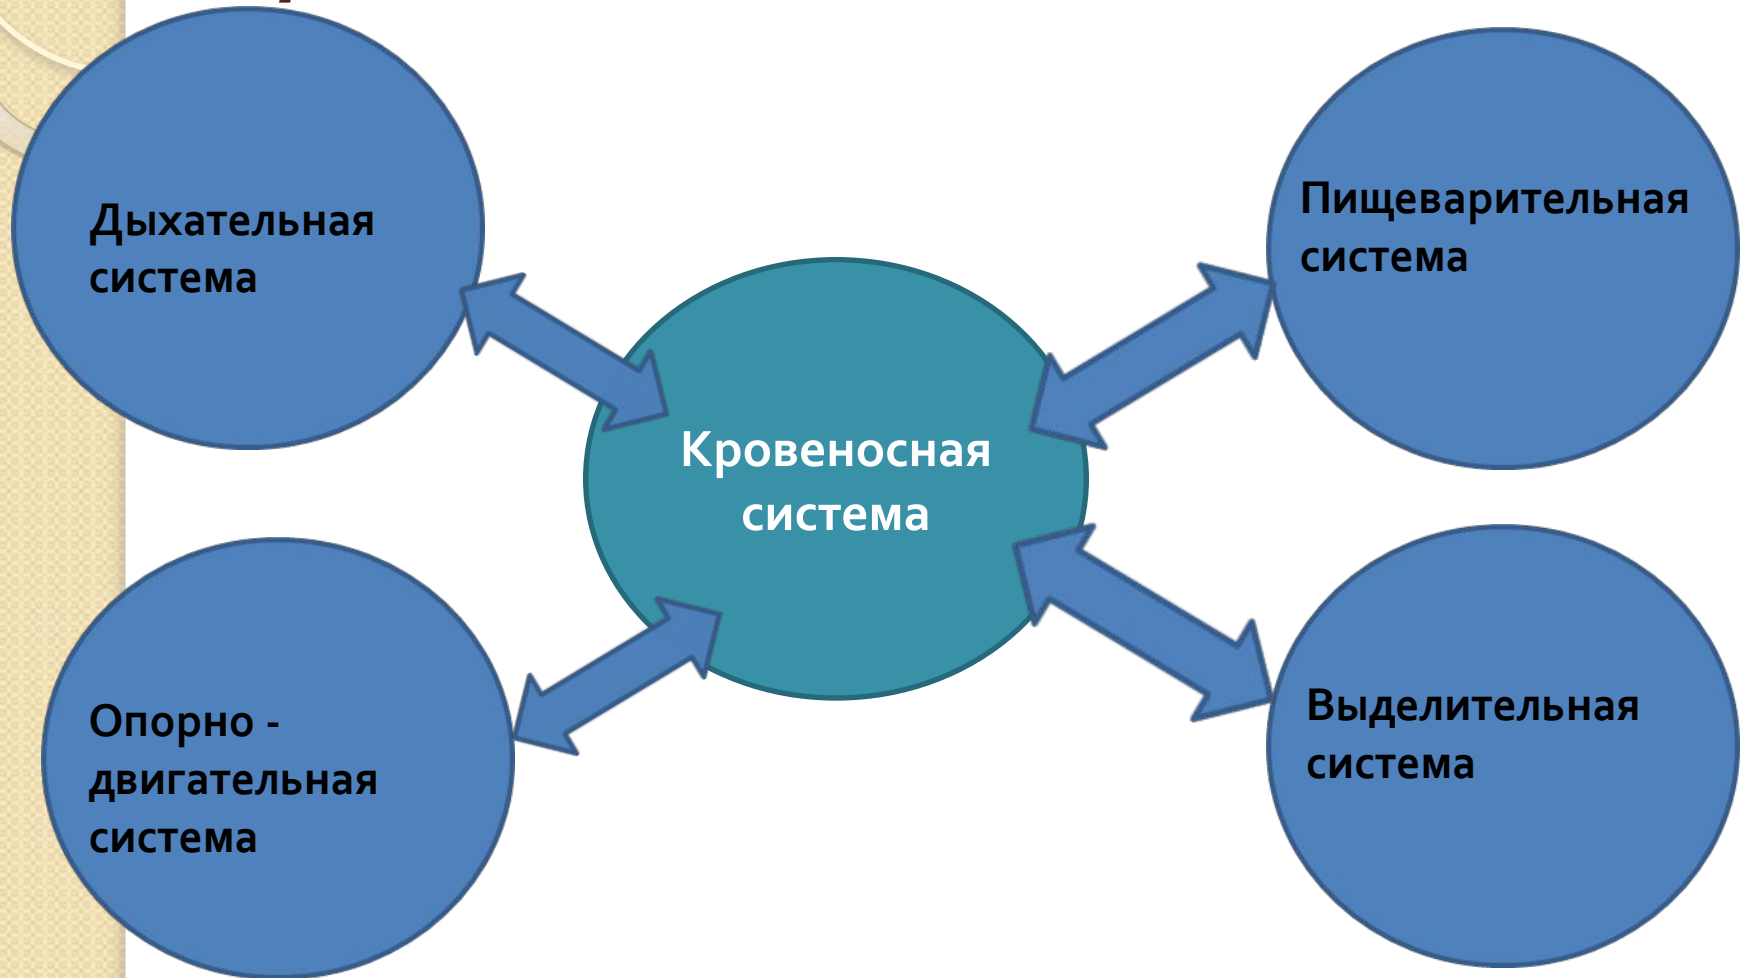 Дыхательная
система
Пищеварительная
система
Кровеносная
система
Опорно -
двигательная
система
Выделительная
система